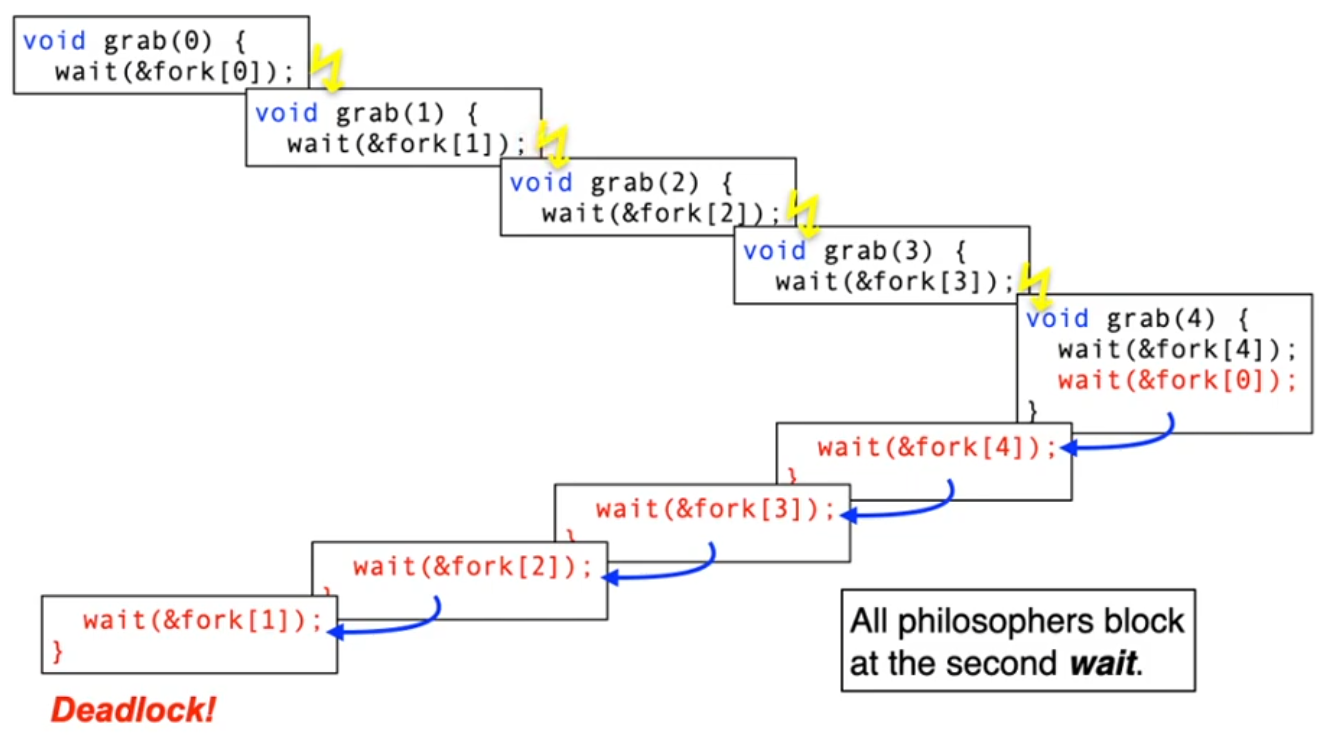 void grab(0) {
wait(&fork[0]);
void grab(1) {
wait(&fork[1]);
void grab(2) {
wait(&fork[2]);
void grab(3) {
wait(&fork[3]);
void grab(4) {
wait(&fork[4]);
wait(&fork[0]);
}
wait(&fork[4]);
}
wait(&fork[3]);
}
wait(&fork[2]);
}
wait(&fork[1]);
}
All philosophers block
at the second wait.
Deadlock!